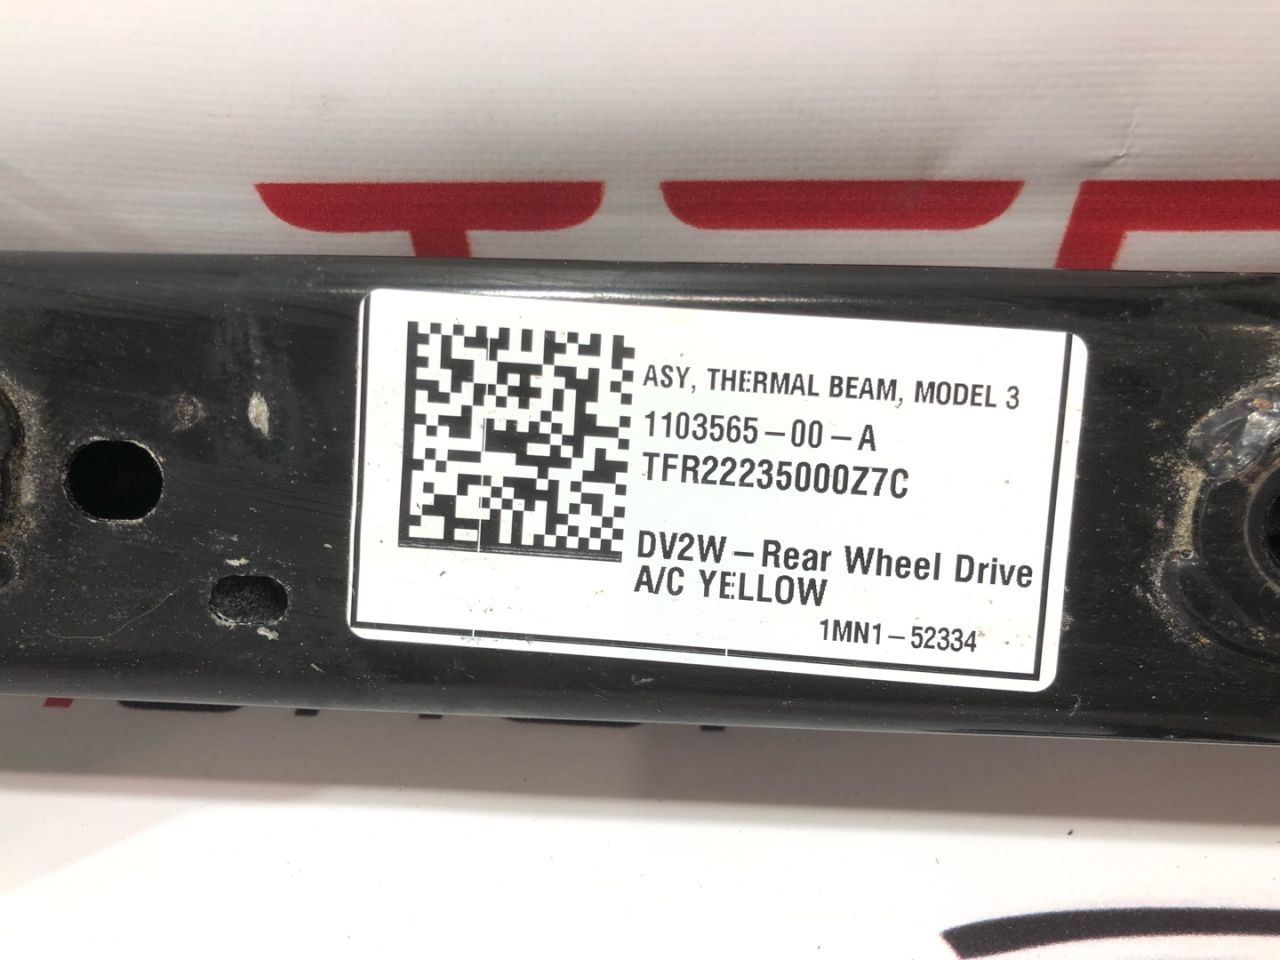 ASY, THERMAL BEAM, MODEL 3
1103565-00-A
TFR22235000Z7C
DV2W-Rear Wheel Drive
A/C YELLOW
1MN1-52334